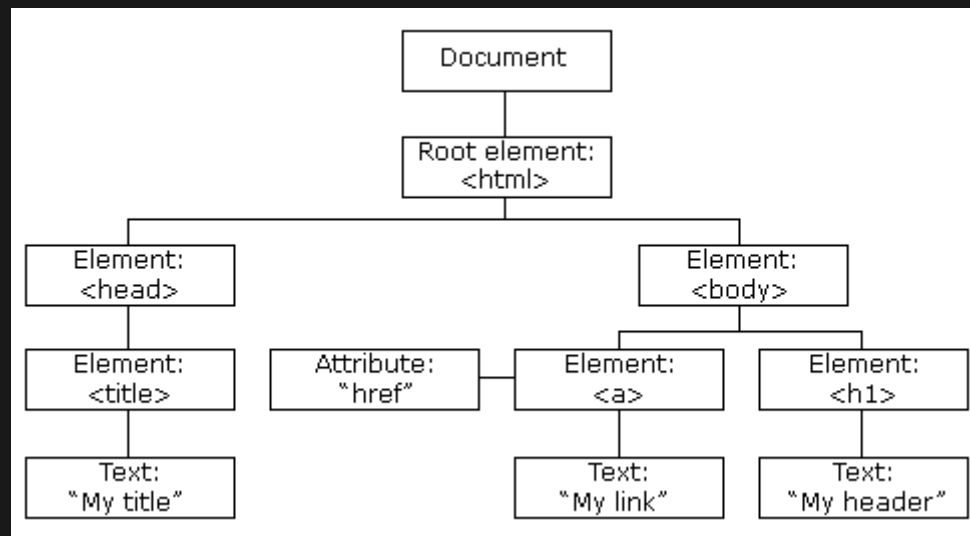 Document
Root element:
<html>
Element:
<head>
Element:
<body>
Element:
<title>
Attribute:
“href”
Element:
<a>
Element:
<h1>
Text:
“My title”
Text:
“My link”
Text:
“My header”